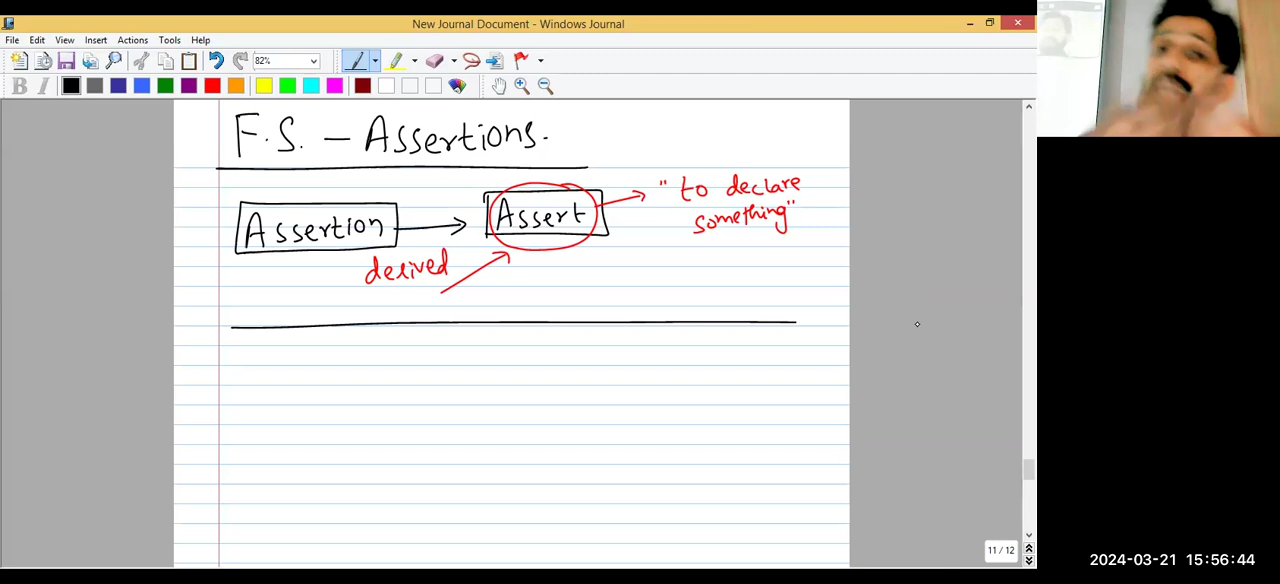 New Journal Document - Windows Journal
File Edit View Insert Actions Tools Help
82%
B I
F.S. – Assertions.
Assertion
Assert
" to declare
something"
derived
11 / 12
2024-03-21 15:56:44